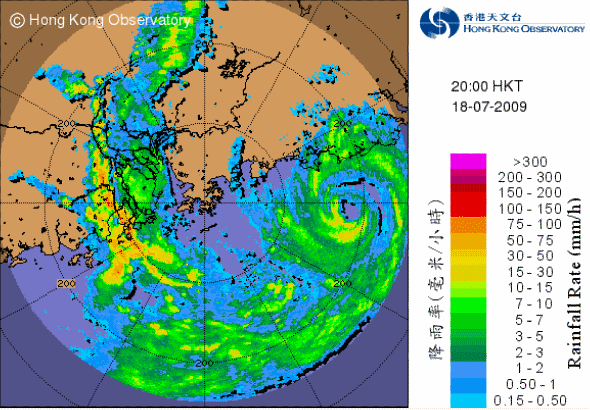 © Hong Kong Observatory
250
200
200
200
200
200
香港天文台
HONG KONG OBSERVATORY
20:00 HKT
18-07-2009
降雨率(毫米/小時)
>300
200 - 300
150 - 200
100 - 150
75 - 100
50 - 75
30 - 50
15 - 30
10 - 15
7 - 10
5 - 7
3 - 5
2 - 3
1 - 2
0.50 - 1
0.15 - 0.50
Rainfall Rate (mm/h)